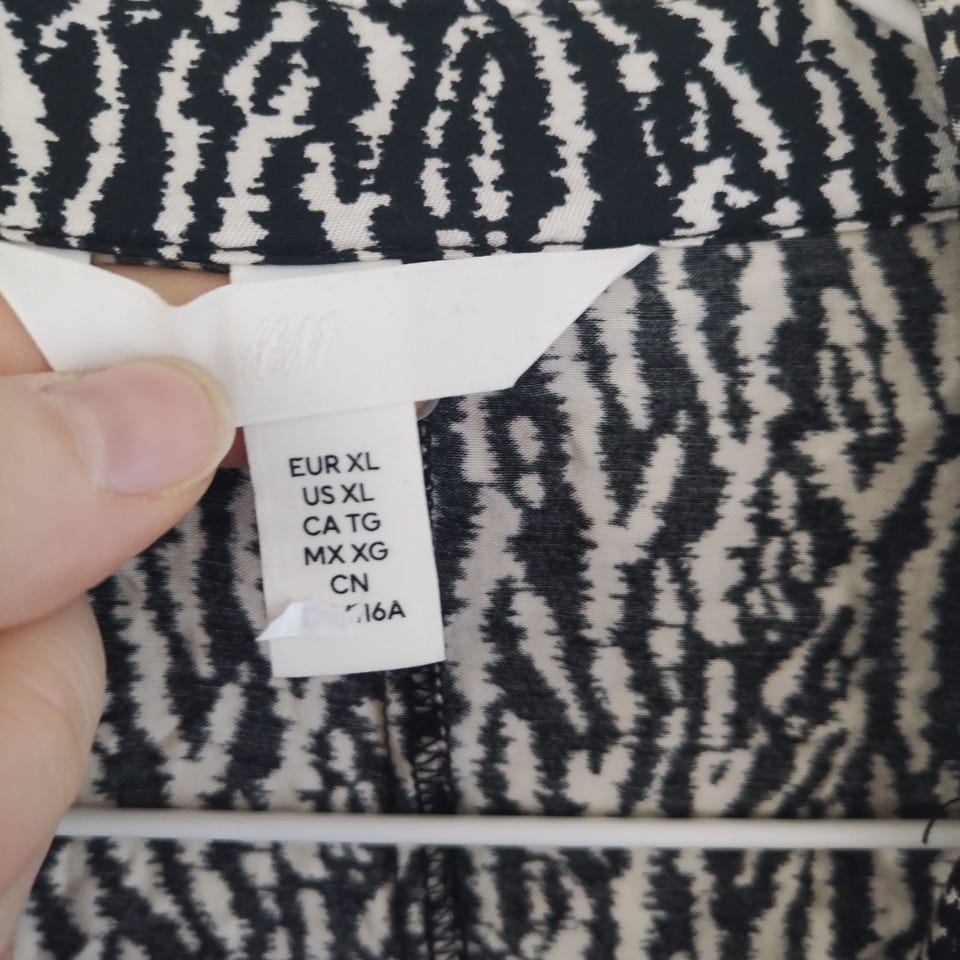 H&M
EUR XL
US XL
CA TG
MX XG
CN
16A